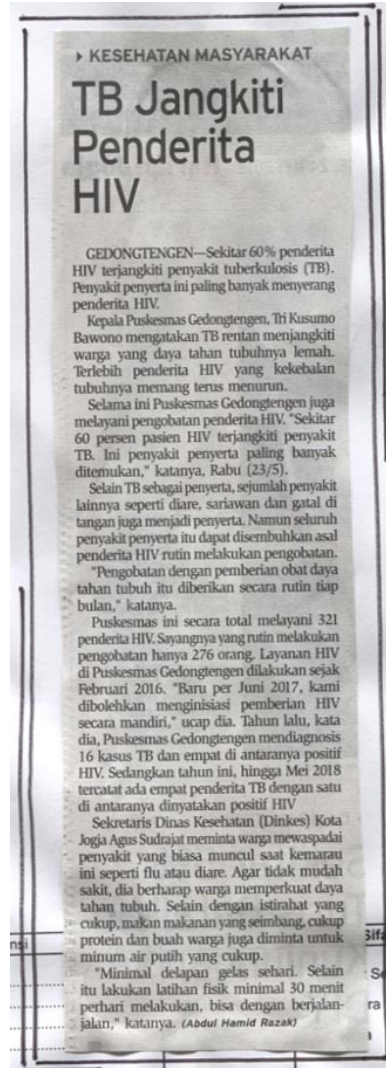 ▸ KESEHATAN MASYARAKAT
TB Jangkiti
Penderita
HIV
GEDONGTENGEN—Sekitar 60% penderita
HIV terjangkiti penyakit tuberkulosis (TB).
Penyakit penyerta ini paling banyak menyerang
penderita HIV.
Kepala Puskesmas Gedongtengen, Tri Kusumo
Bawono mengatakan TB rentan menjangkiti
warga yang daya tahan tubuhnya lemah.
Terlebih penderita HIV yang kekebalan
tubuhnya memang terus menurun.
Selama ini Puskesmas Gedongtengen juga
melayani pengobatan penderita HIV. "Sekitar
60 persen pasien HIV terjangkiti penyakit
TB. Ini penyakit penyerta paling banyak
ditemukan," katanya, Rabu (23/5).
Selain TB sebagai penyerta, sejumlah penyakit
lainnya seperti diare, sariawan dan gatal di
tangan juga menjadi penyerta. Namun seluruh
penyakit penyerta itu dapat disembuhkan asal
penderita HIV rutin melakukan pengobatan.
"Pengobatan dengan pemberian obat daya
tahan tubuh itu diberikan secara rutin tiap
bulan," katanya.
Puskesmas ini secara total melayani 321
penderita HIV. Sayangnya yang rutin melakukan
pengobatan hanya 276 orang. Layanan HIV
di Puskesmas Gedongtengen dilakukan sejak
Februari 2016. "Baru per Juni 2017, kami
dibolehkan menginisiasi pemberian HIV
secara mandiri," ucap dia. Tahun lalu, kata
dia, Puskesmas Gedongtengen mendiagnosis
16 kasus TB dan empat di antaranya positif
HIV. Sedangkan tahun ini, hingga Mei 2018
tercatat ada empat penderita TB dengan satu
di antaranya dinyatakan positif HIV
Sekretaris Dinas Kesehatan (Dinkes) Kota
Jogja Agus Sudrajat meminta warga mewaspadai
penyakit yang biasa muncul saat kemarau
ini seperti flu atau diare. Agar tidak mudah
sakit, dia berharap warga memperkuat daya
tahan tubuh. Selain dengan istirahat yang
cukup, makan makanan yang seimbang, cukup
protein dan buah warga juga diminta untuk
minum air putih yang cukup.
"Minimal delapan gelas sehari. Selain
itu lakukan latihan fisik minimal 30 menit
perhari melakukan, bisa dengan berjalan-
jalan," katanya. (Abdul Hamid Razak)